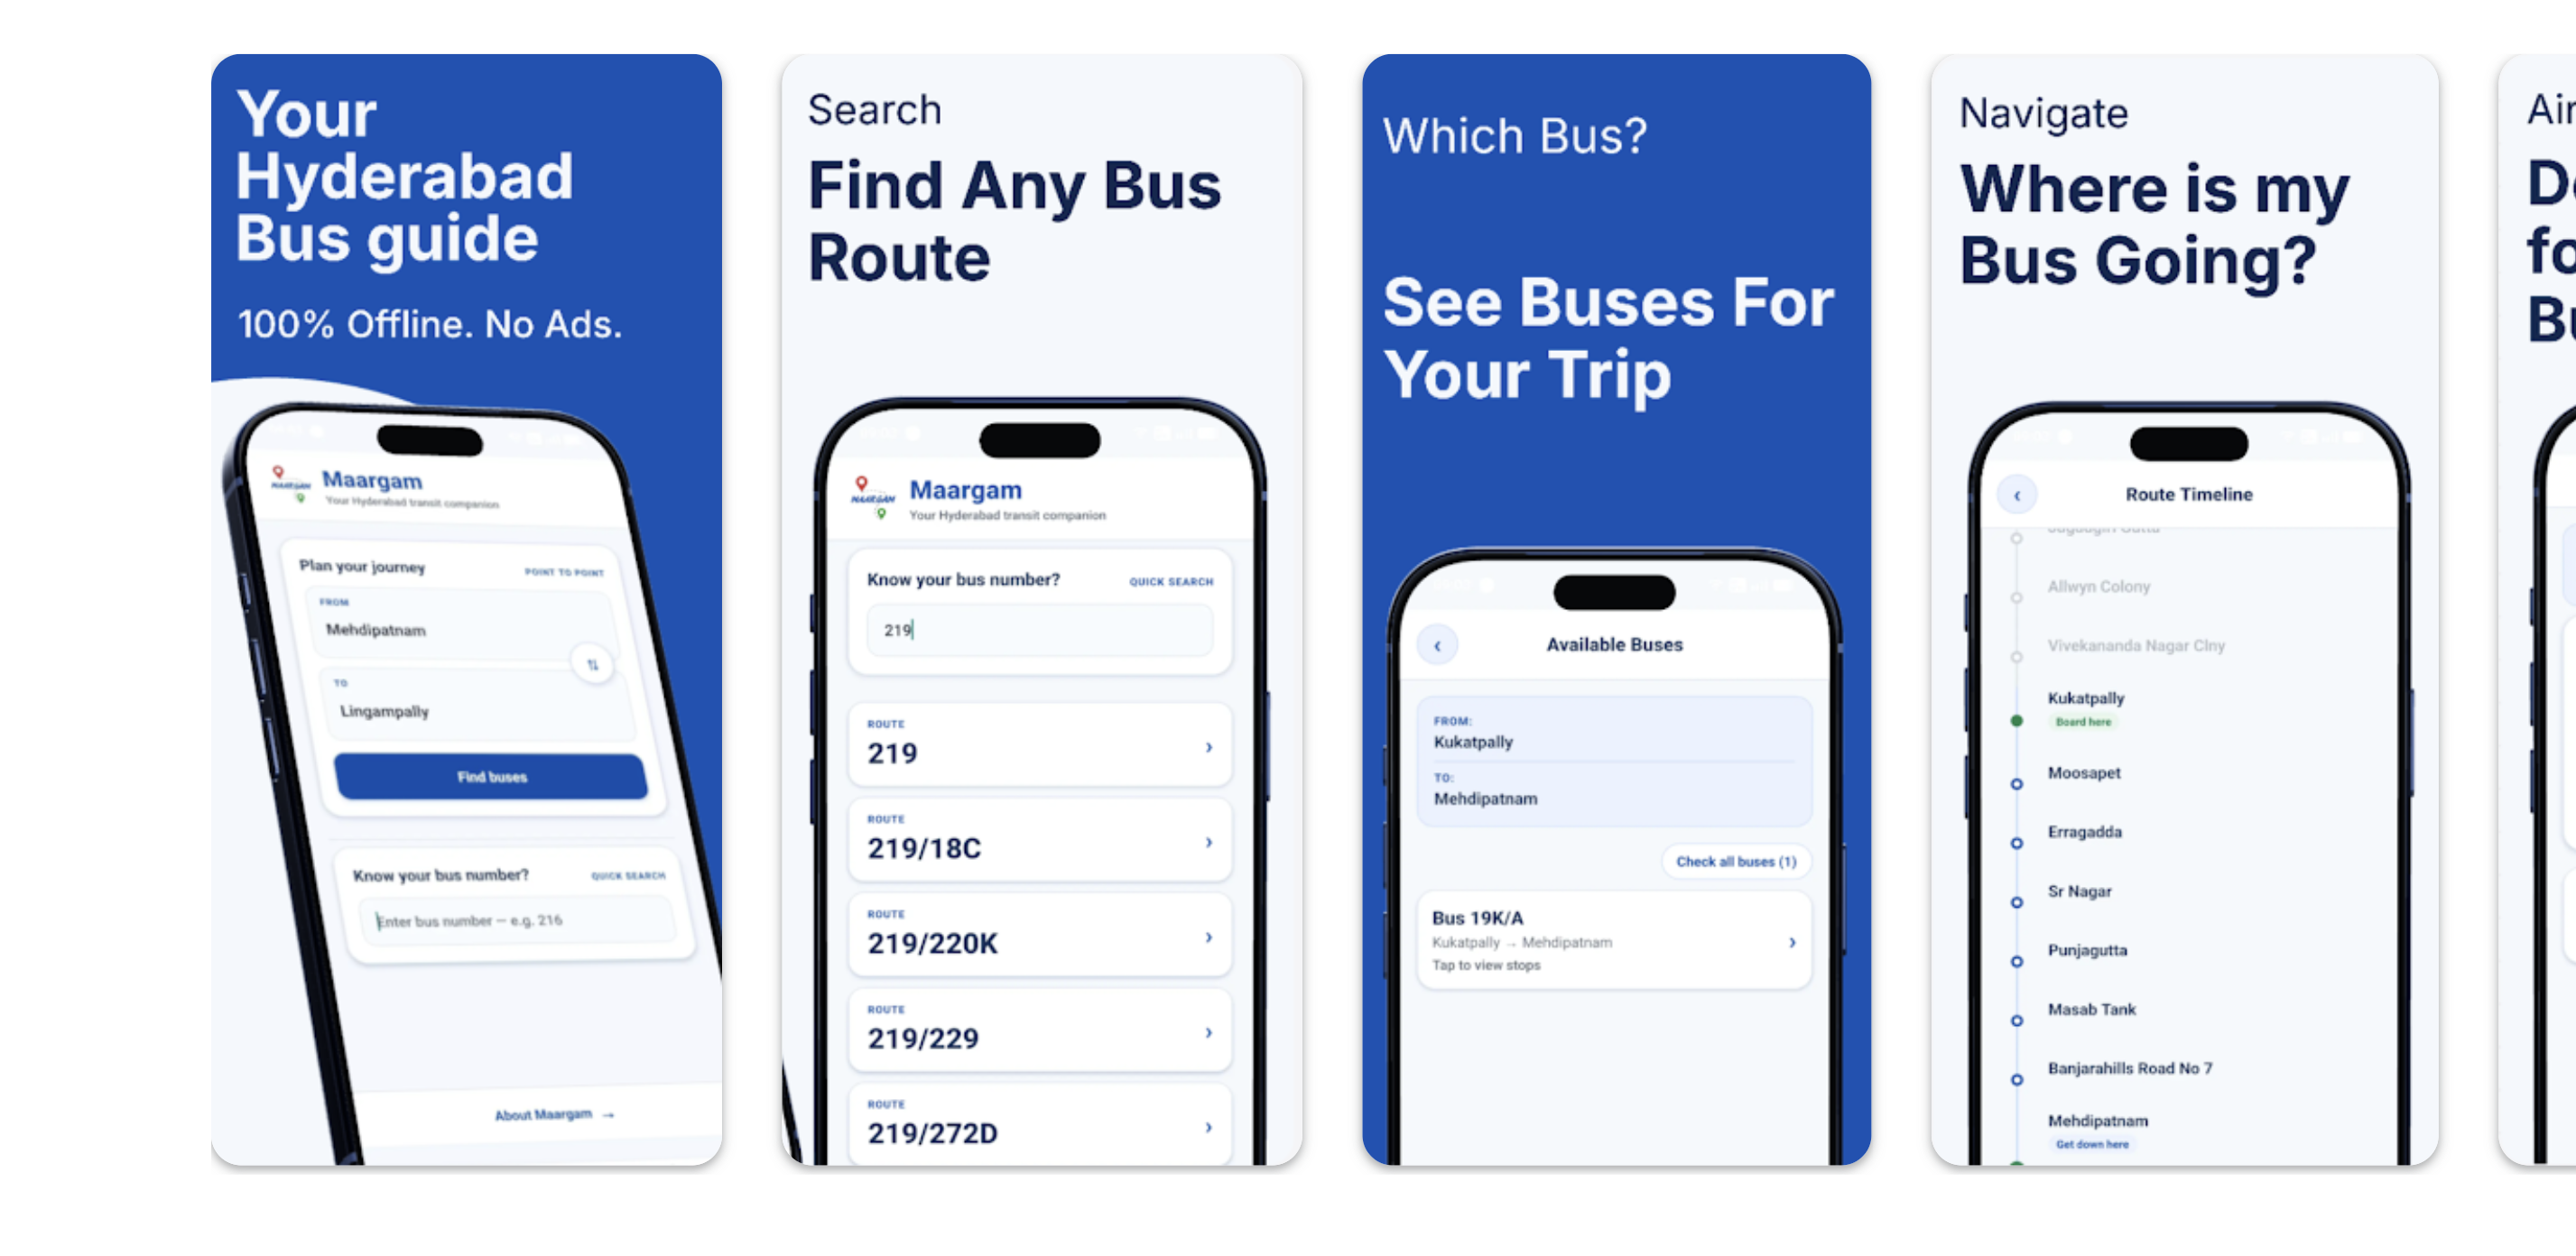 Your
Hyderabad
Bus guide
100% Offline. No Ads.
MAARGAM
Maargam
Your Hyderabad transit companion
Plan your journey
POINT TO POINT
FROM
Mehdipatnam
TO
Lingampally
Find buses
Know your bus number?
QUICK SEARCH
Enter bus number – e.g. 216
About Maargam →
Search
Find Any Bus
Route
MAARGAM
Maargam
Your Hyderabad transit companion
Know your bus number?
QUICK SEARCH
219
ROUTE
219
ROUTE
219/18C
ROUTE
219/220K
ROUTE
219/229
ROUTE
219/272D
Which Bus?
See Buses For
Your Trip
Available Buses
FROM:
Kukatpally
TO:
Mehdipatnam
Check all buses (1)
Bus 19K/A
Kukatpally → Mehdipatnam
Tap to view stops
Navigate
Where is my
Bus Going?
Route Timeline
Allwyn Colony
Vivekananda Nagar Clny
Kukatpally
Board here
Moosapet
Erragadda
Sr Nagar
Punjagutta
Masab Tank
Banjarahills Road No 7
Mehdipatnam
Get down here